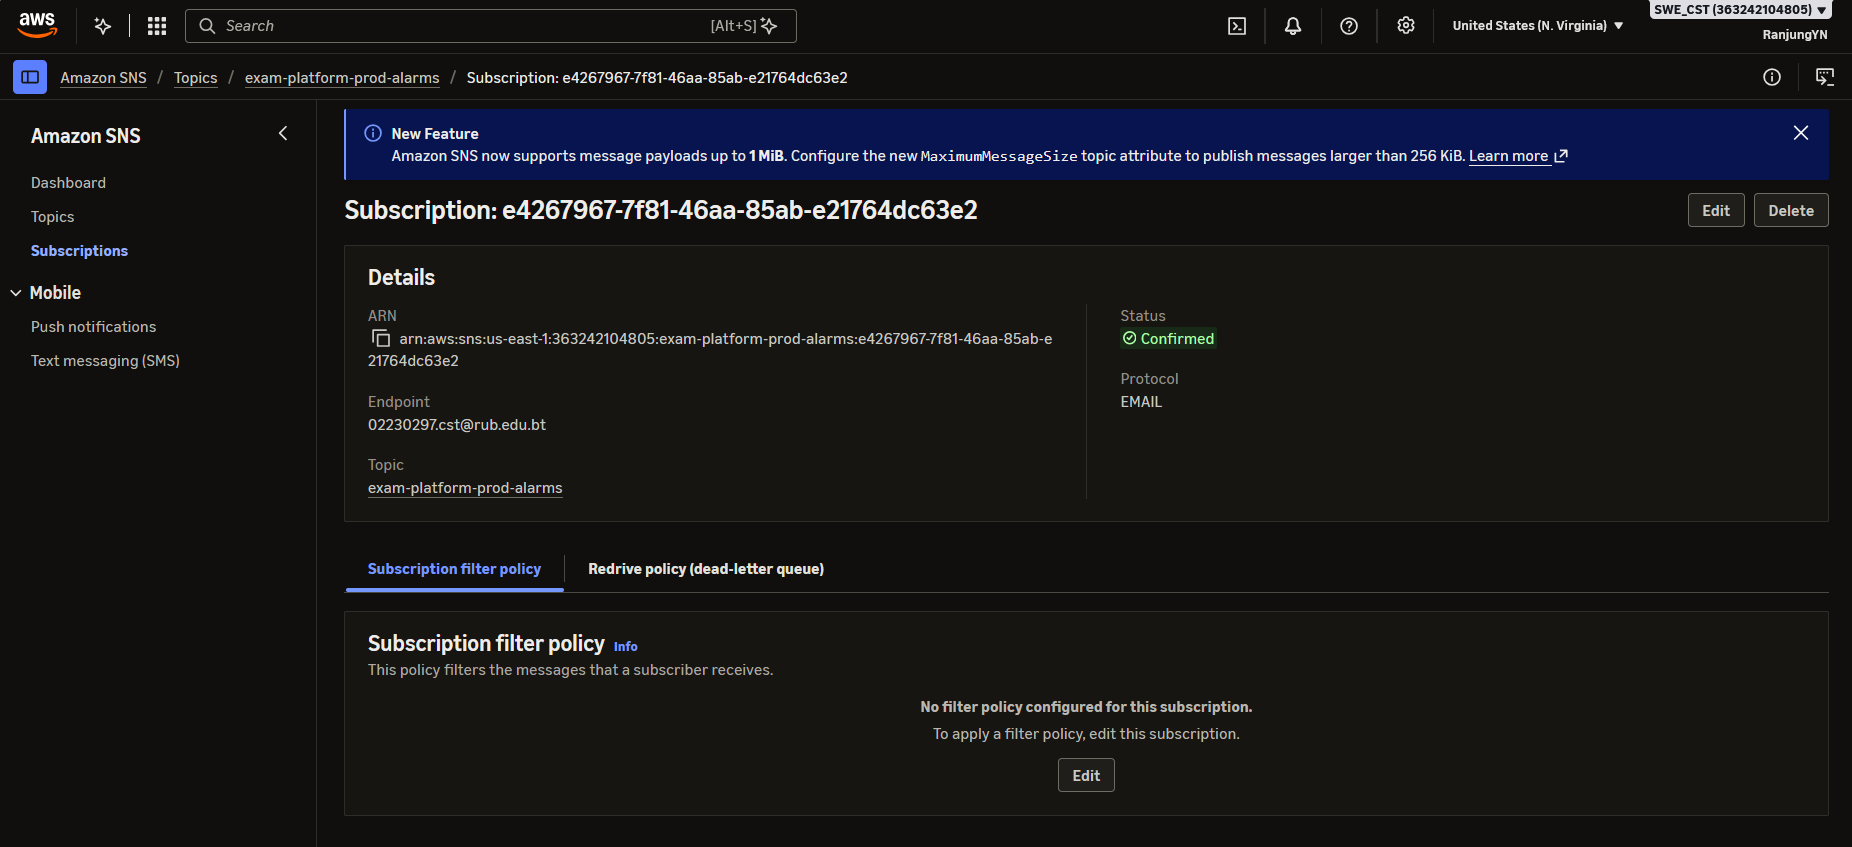 aws
Search
[Alt+S]
United States (N. Virginia)
SWE_CST (363242104805)
RanjungYN
Amazon SNS / Topics / exam-platform-prod-alarms / Subscription: e4267967-7f81-46aa-85ab-e21764dc63e2
Amazon SNS
Dashboard
Topics
Subscriptions
Mobile
Push notifications
Text messaging (SMS)
New Feature
Amazon SNS now supports message payloads up to 1 MiB. Configure the new MaximumMessageSize topic attribute to publish messages larger than 256 KiB. Learn more
Subscription: e4267967-7f81-46aa-85ab-e21764dc63e2
Edit
Delete
Details
ARN
arn:aws:sns:us-east-1:363242104805:exam-platform-prod-alarms:e4267967-7f81-46aa-85ab-e
21764dc63e2
Endpoint
02230297.cst@rub.edu.bt
Topic
exam-platform-prod-alarms
Status
Confirmed
Protocol
EMAIL
Subscription filter policy
Redrive policy (dead-letter queue)
Subscription filter policy Info
This policy filters the messages that a subscriber receives.
No filter policy configured for this subscription.
To apply a filter policy, edit this subscription.
Edit